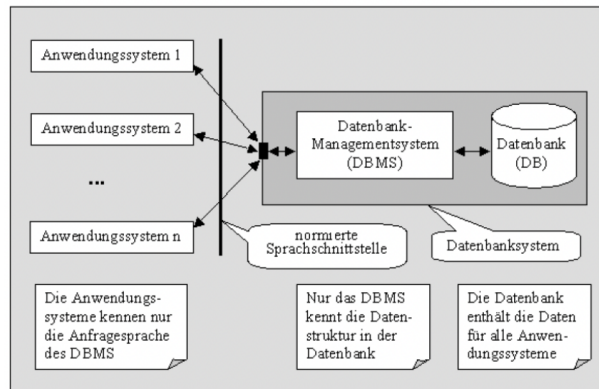 Anwendungssystem 1
Anwendungssystem 2
...
Anwendungssystem n
Datenbank-
Managementsystem
(DBMS)
Datenbank
(DB)
normierte
Sprachschnittstelle
Datenbanksystem
Die Anwendungs-
systeme kennen nur
die Anfragesprache
des DBMS
Nur das DBMS
kennt die Daten-
struktur in der
Datenbank
Die Datenbank
enthält die Daten
für alle Anwen-
dungssysteme